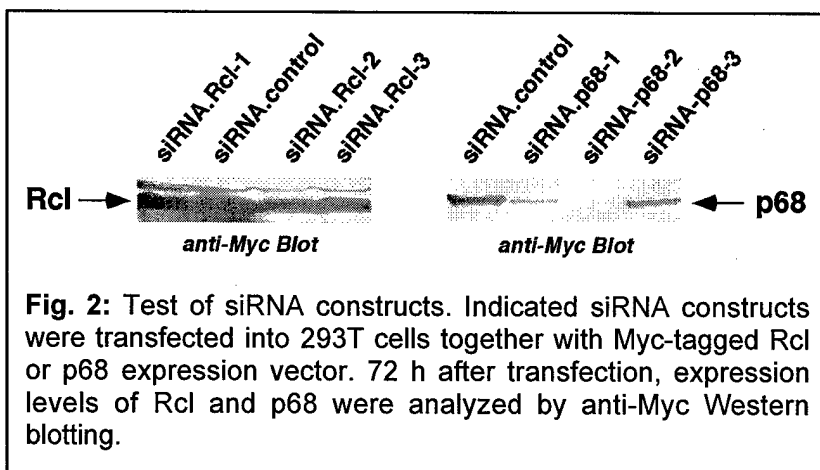 siRNA.Rcl-1
siRNA.control
siRNA.Rcl-2
siRNA.Rcl-3
siRNA.control
siRNA.p68-1
siRNA-p68-2
siRNA-p68-3
Rcl
p68
anti-Myc Blot
anti-Myc Blot
Fig. 2: Test of siRNA constructs. Indicated siRNA constructs
were transfected into 293T cells together with Myc-tagged Rcl
or p68 expression vector. 72 h after transfection, expression
levels of Rcl and p68 were analyzed by anti-Myc Western
blotting.